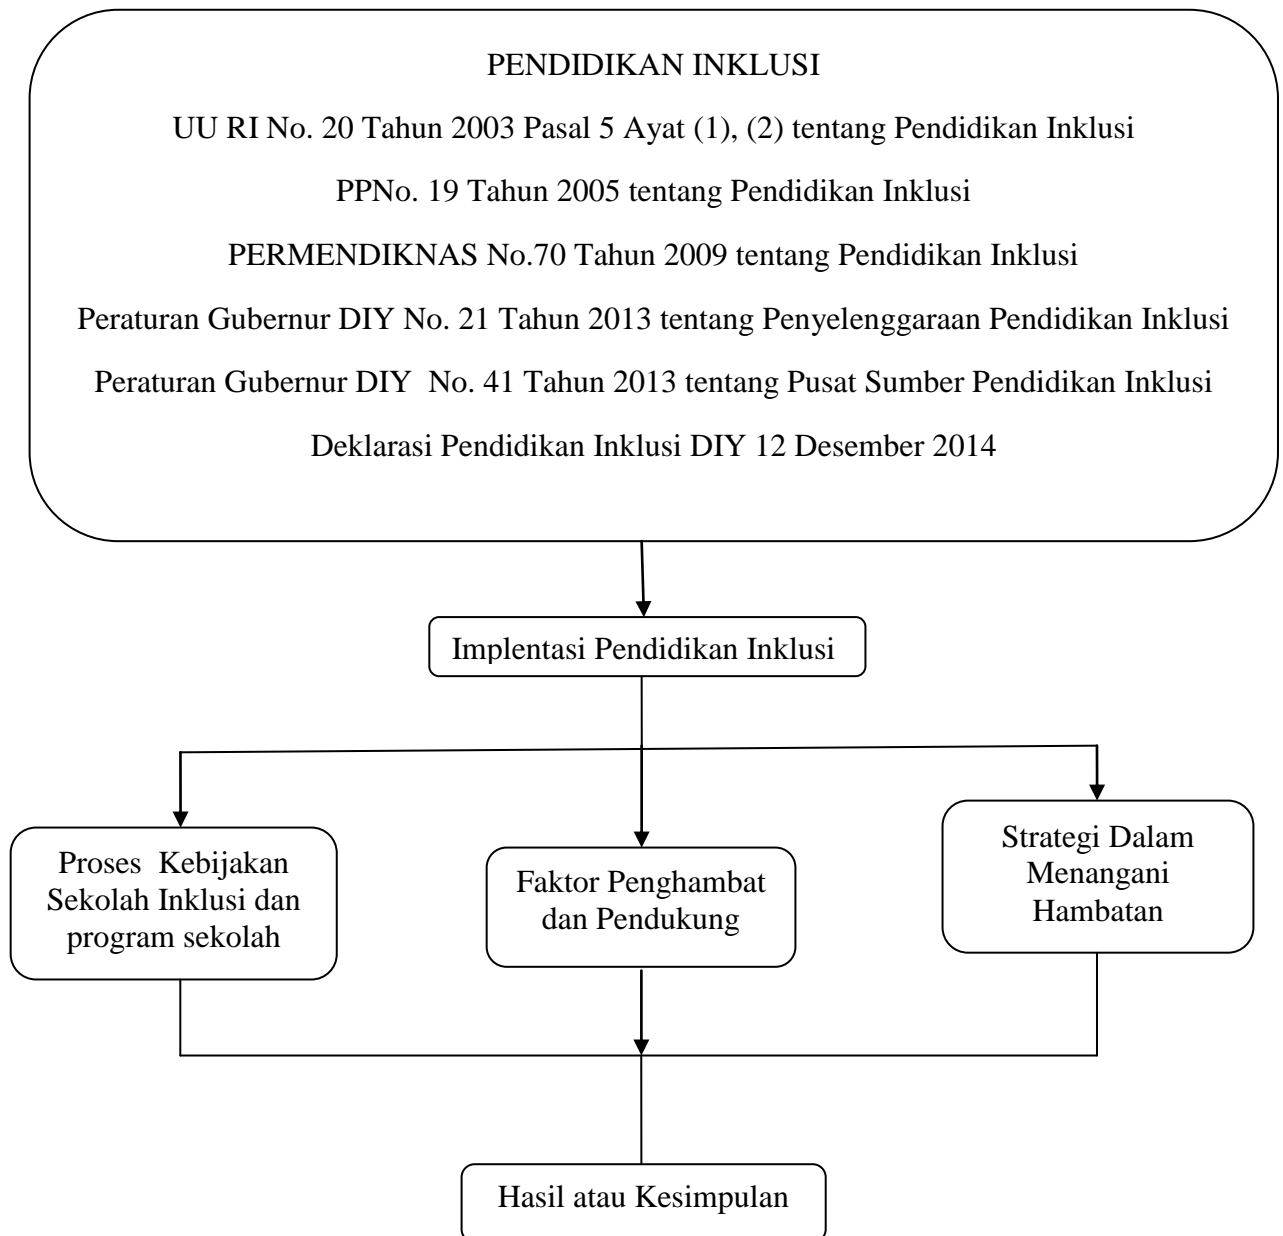 PENDIDIKAN INKLUSI
UU RI No. 20 Tahun 2003 Pasal 5 Ayat (1), (2) tentang Pendidikan Inklusi
PPNo. 19 Tahun 2005 tentang Pendidikan Inklusi
PERMENDIKNAS No.70 Tahun 2009 tentang Pendidikan Inklusi
Peraturan Gubernur DIY No. 21 Tahun 2013 tentang Penyelenggaraan Pendidikan Inklusi
Peraturan Gubernur DIY No. 41 Tahun 2013 tentang Pusat Sumber Pendidikan Inklusi
Deklarasi Pendidikan Inklusi DIY 12 Desember 2014
Implentasi Pendidikan Inklusi
Proses Kebijakan
Sekolah Inklusi dan
program sekolah
Faktor Penghambat
dan Pendukung
Strategi Dalam
Menangani
Hambatan
Hasil atau Kesimpulan